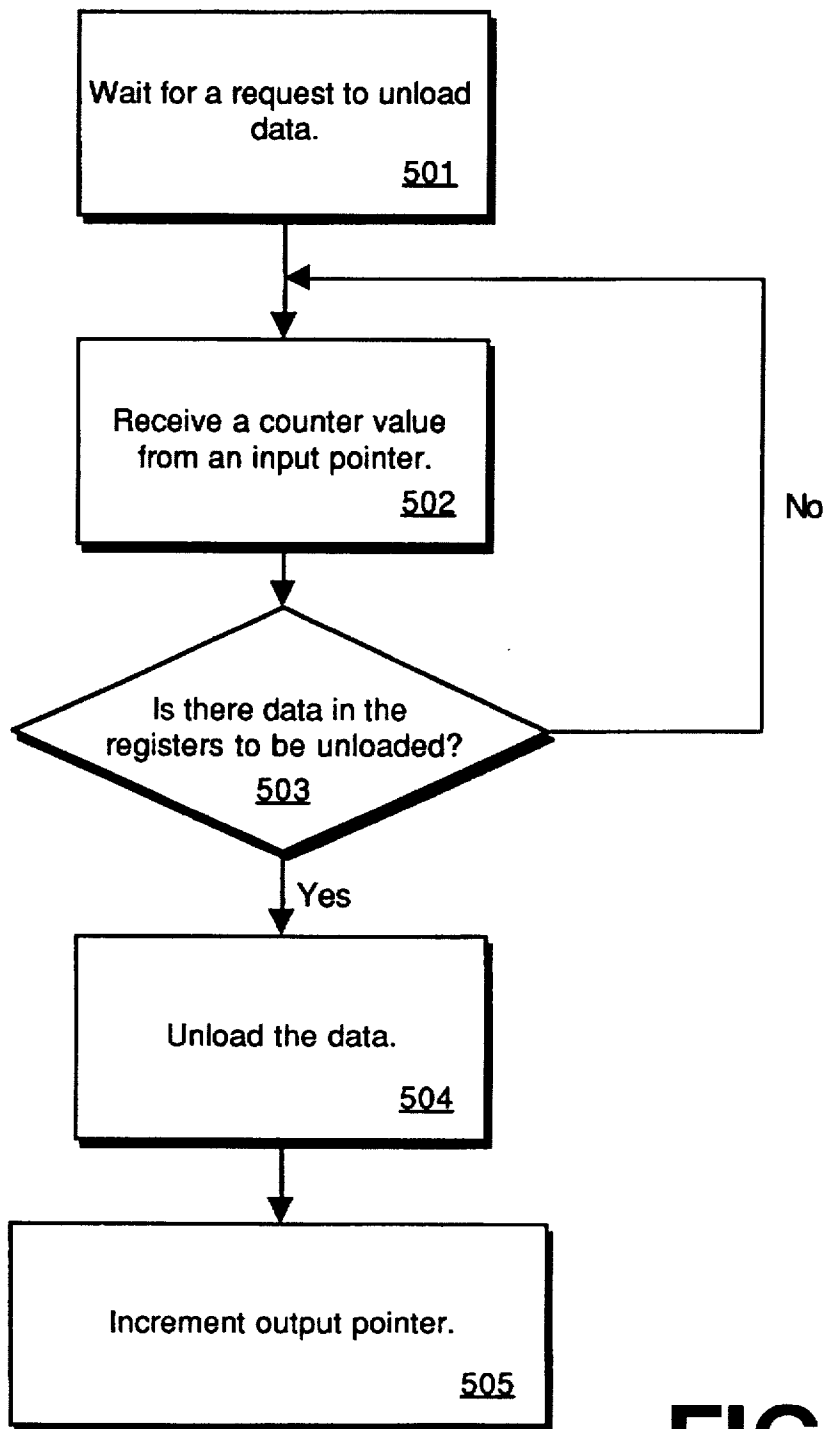 Wait for a request to unload
data.
501
Receive a counter value
from an input pointer.
502
No
Is there data in the
registers to be unloaded?
503
Yes
Unload the data.
504
Increment output pointer.
505